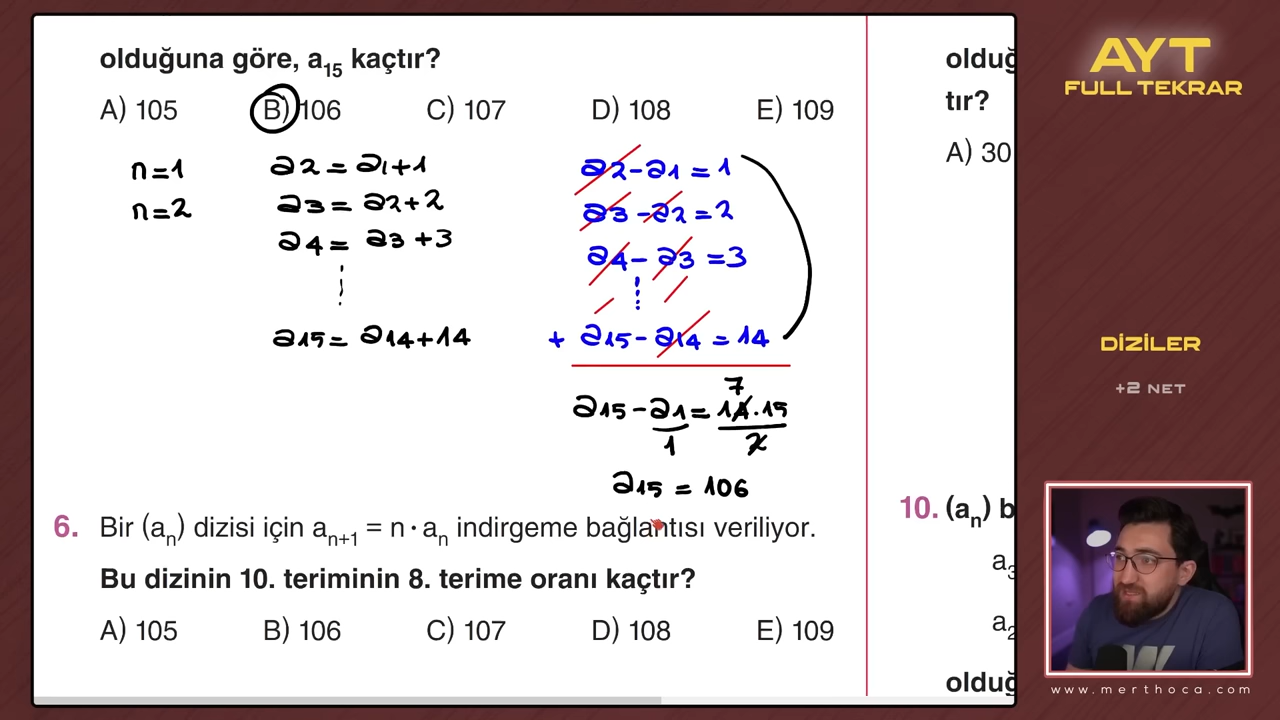 olduğuna göre, a15 kaçtır?
A) 105 B) 106 C) 107 D) 108 E) 109
n=1 a2 = a1+1
n=2 a3 = a2+2
a4 = a3+3
a15 = a14+14
a2-a1=1
a3-a2=2
a4-a3=3
+ a15-a14=14
a15-a1 = 14.15
7
1 2
a15 = 106
6. Bir (an) dizisi için an+1 = n · an indirgeme bağlantısı veriliyor.
Bu dizinin 10. teriminin 8. terime oranı kaçtır?
A) 105 B) 106 C) 107 D) 108 E) 109
olduğ
tır?
A) 30
10. (an) b
a3
a2
olduğ
AYT
FULL TEKRAR
DİZİLER
+2 NET
www.merthoca.com